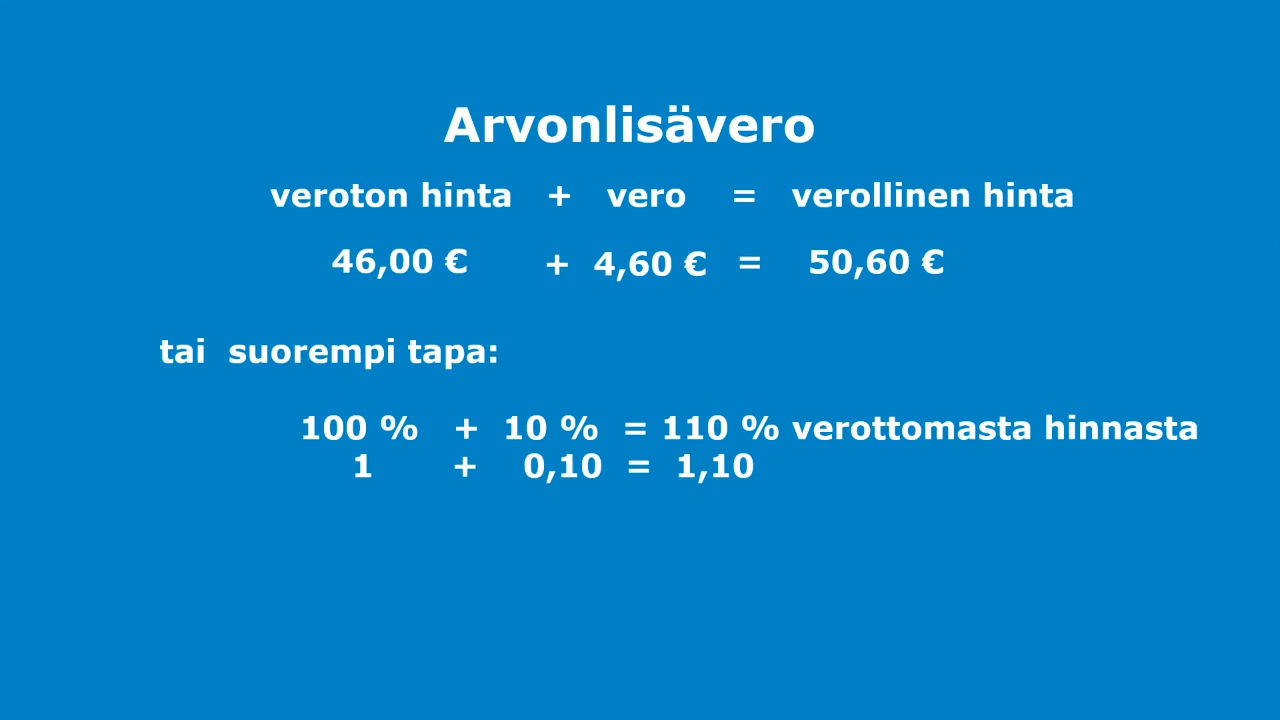 Arvonlisävero
veroton hinta + vero = verollinen hinta
46,00 € + 4,60 € = 50,60 €
tai suorempi tapa:
100 % + 10 % = 110 % verottomasta hinnasta
1 + 0,10 = 1,10